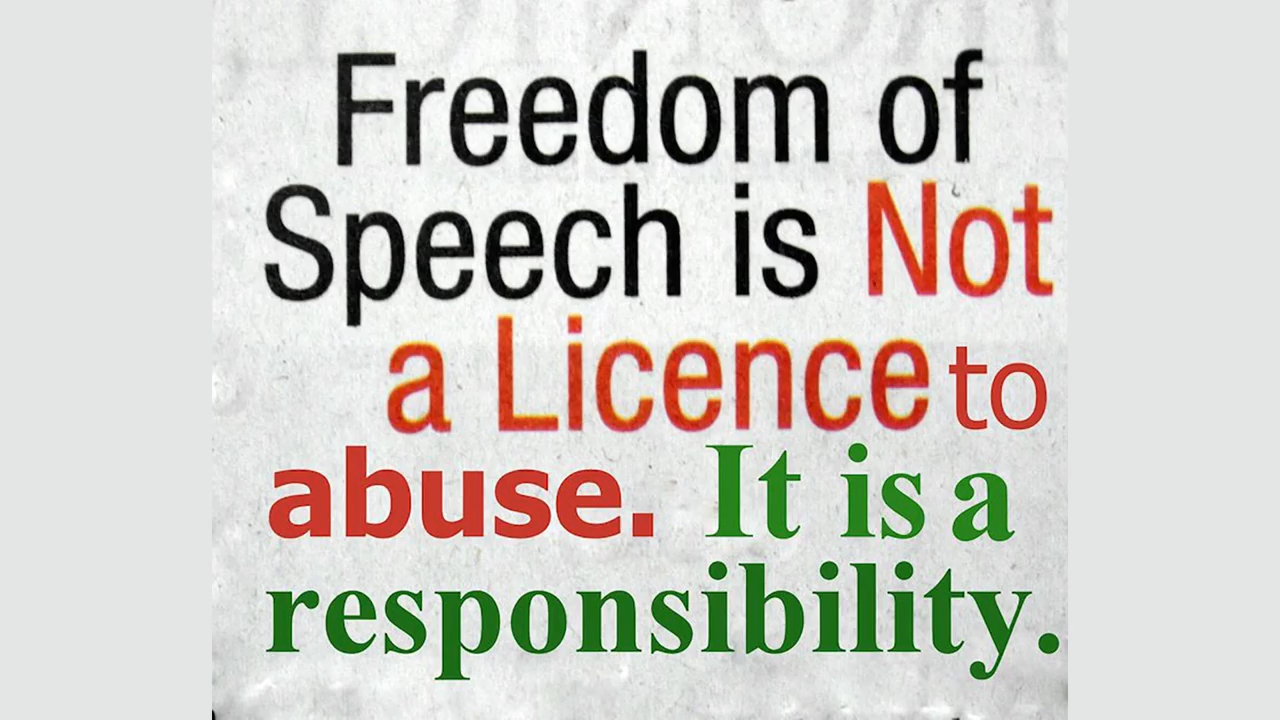 Freedom of
Speech is Not
a Licence to
abuse. It is a
responsibility.